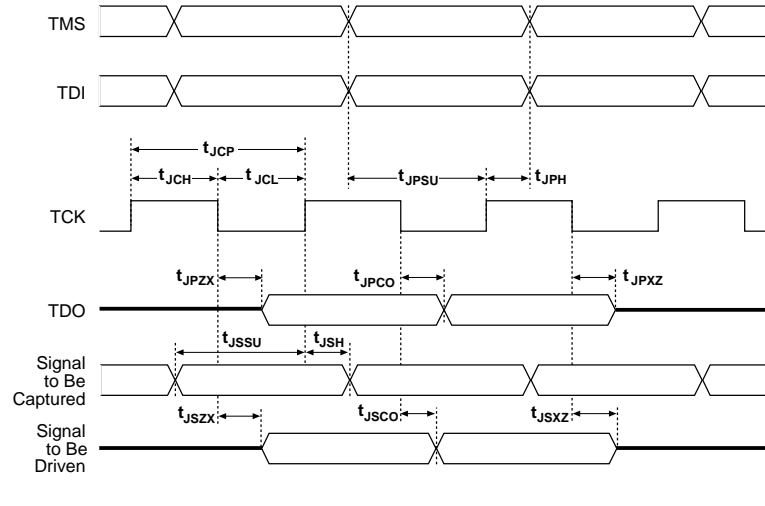 TMS
TDI
tJCP
tJCH
tJCL
tJPSU
tJPH
TCK
tJPZX
tJPCO
tJPXZ
TDO
tJSSU
tJSH
Signal
to Be
Captured
tJSZX
tJSCO
tJSXZ
Signal
to Be
Driven